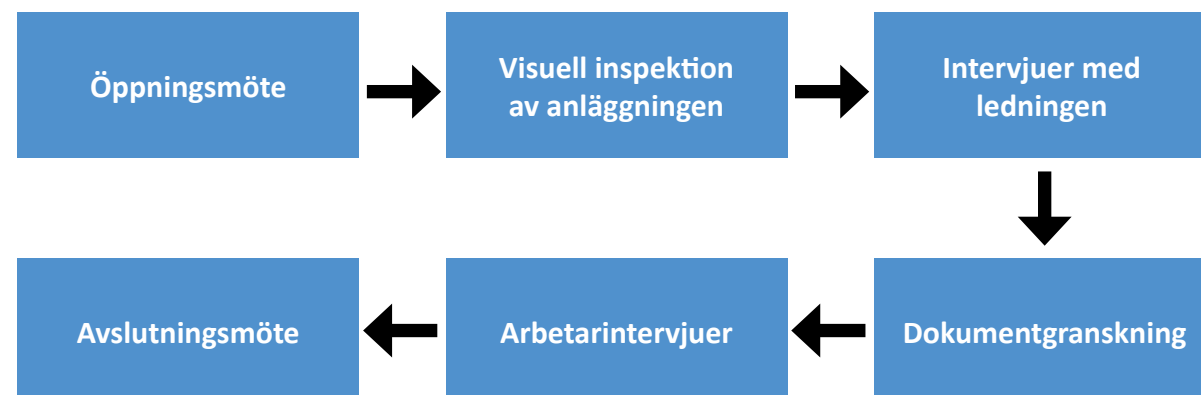 Öppningsmöte
Visuell inspektion
av anläggningen
Intervjuer med
ledningen
Dokumentgranskning
Arbetarintervjuer
Avslutningsmöte